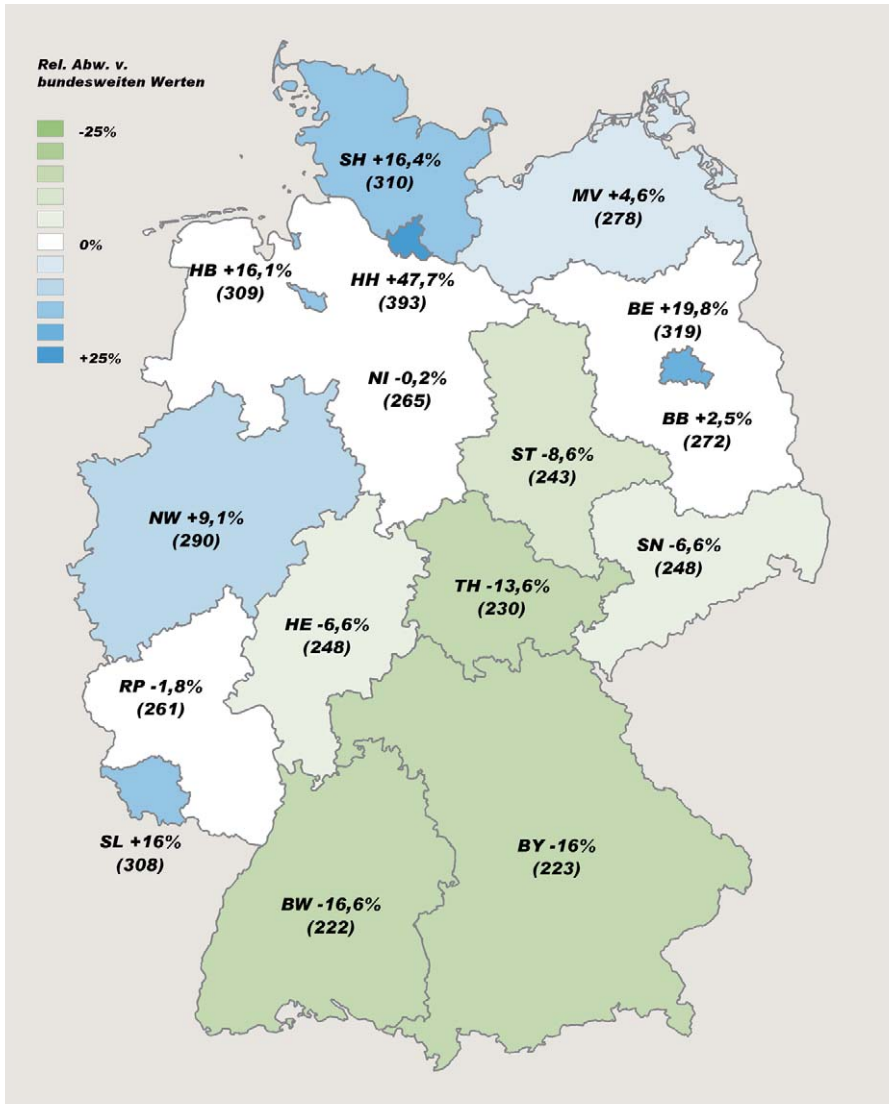 Rel. Abw. v.
bundesweiten Werten
-25%
0%
+25%
SH +16,4%
(310)
MV +4,6%
(278)
HB +16,1%
(309)
HH +47,7%
(393)
BE +19,8%
(319)
NI -0,2%
(265)
BB +2,5%
(272)
ST -8,6%
(243)
NW +9,1%
(290)
SN -6,6%
(248)
TH -13,6%
(230)
HE -6,6%
(248)
RP -1,8%
(261)
SL +16%
(308)
BY -16%
(223)
BW -16,6%
(222)